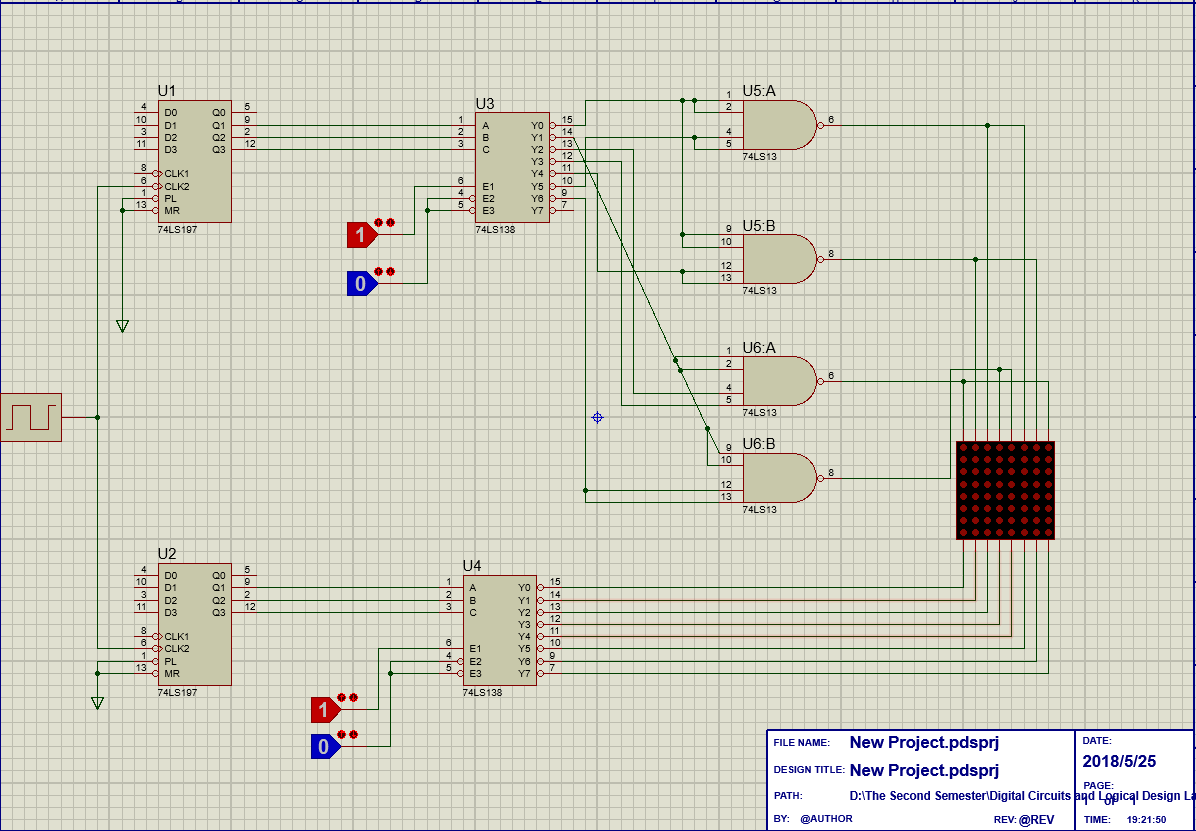 U1
4 D0 Q0 5
10 D1 Q1 9
3 D2 Q2 2
11 D3 Q3 12
8 CLK1
6 CLK2
1 PL
13 MR
74LS197
U3
1 A Y0 15
2 B Y1 14
3 C Y2 13
Y3 12
Y4 11
6 E1 Y5 10
4 E2 Y6 9
5 E3 Y7 7
74LS138
1
0
U5:A
1
2
4
5
6
74LS13
U5:B
9
10
12
13
8
74LS13
U6:A
1
2
4
5
6
74LS13
U6:B
9
10
12
13
8
74LS13
U2
4 D0 Q0 5
10 D1 Q1 9
3 D2 Q2 2
11 D3 Q3 12
8 CLK1
6 CLK2
1 PL
13 MR
74LS197
U4
1 A Y0 15
2 B Y1 14
3 C Y2 13
Y3 12
Y4 11
6 E1 Y5 10
4 E2 Y6 9
5 E3 Y7 7
74LS138
1
0
FILE NAME: New Project.pdsprj
DESIGN TITLE: New Project.pdsprj
PATH: D:\The Second Semester\Digital Circuits and Logical Design La
BY: @AUTHOR REV: @REV
DATE:
2018/5/25
PAGE:
1 of 1
TIME: 19:21:50